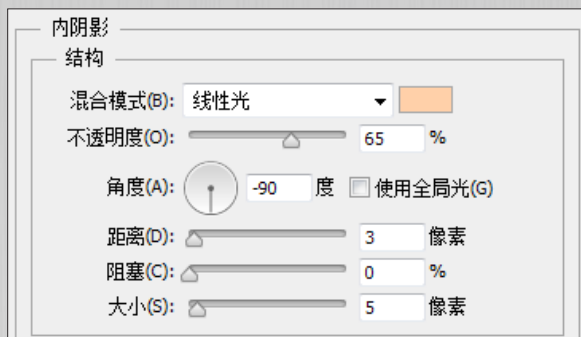 内阴影
结构
混合模式(B): 线性光
不透明度(O): 65 %
角度(A): -90 度 使用全局光(G)
距离(D): 3 像素
阻塞(C): 0 %
大小(S): 5 像素